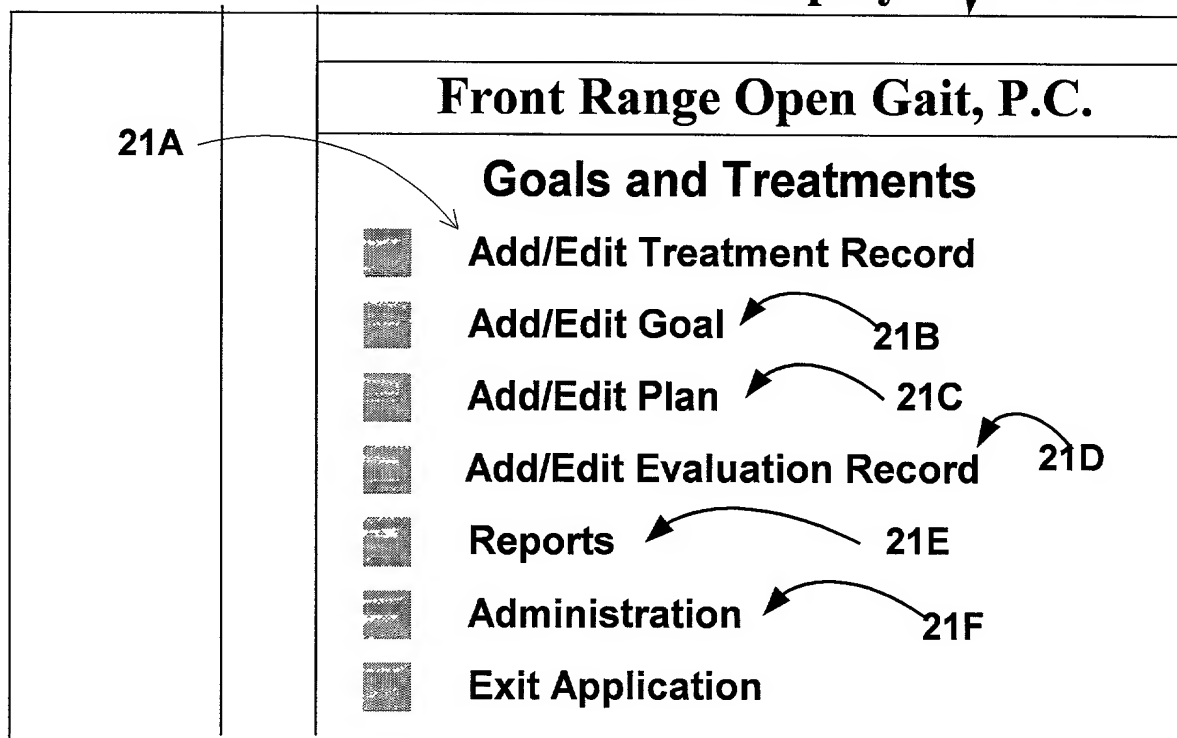 Front Range Open Gait, P.C.
21A
Goals and Treatments
Add/Edit Treatment Record
Add/Edit Goal 21B
Add/Edit Plan 21C
Add/Edit Evaluation Record 21D
Reports 21E
Administration 21F
Exit Application